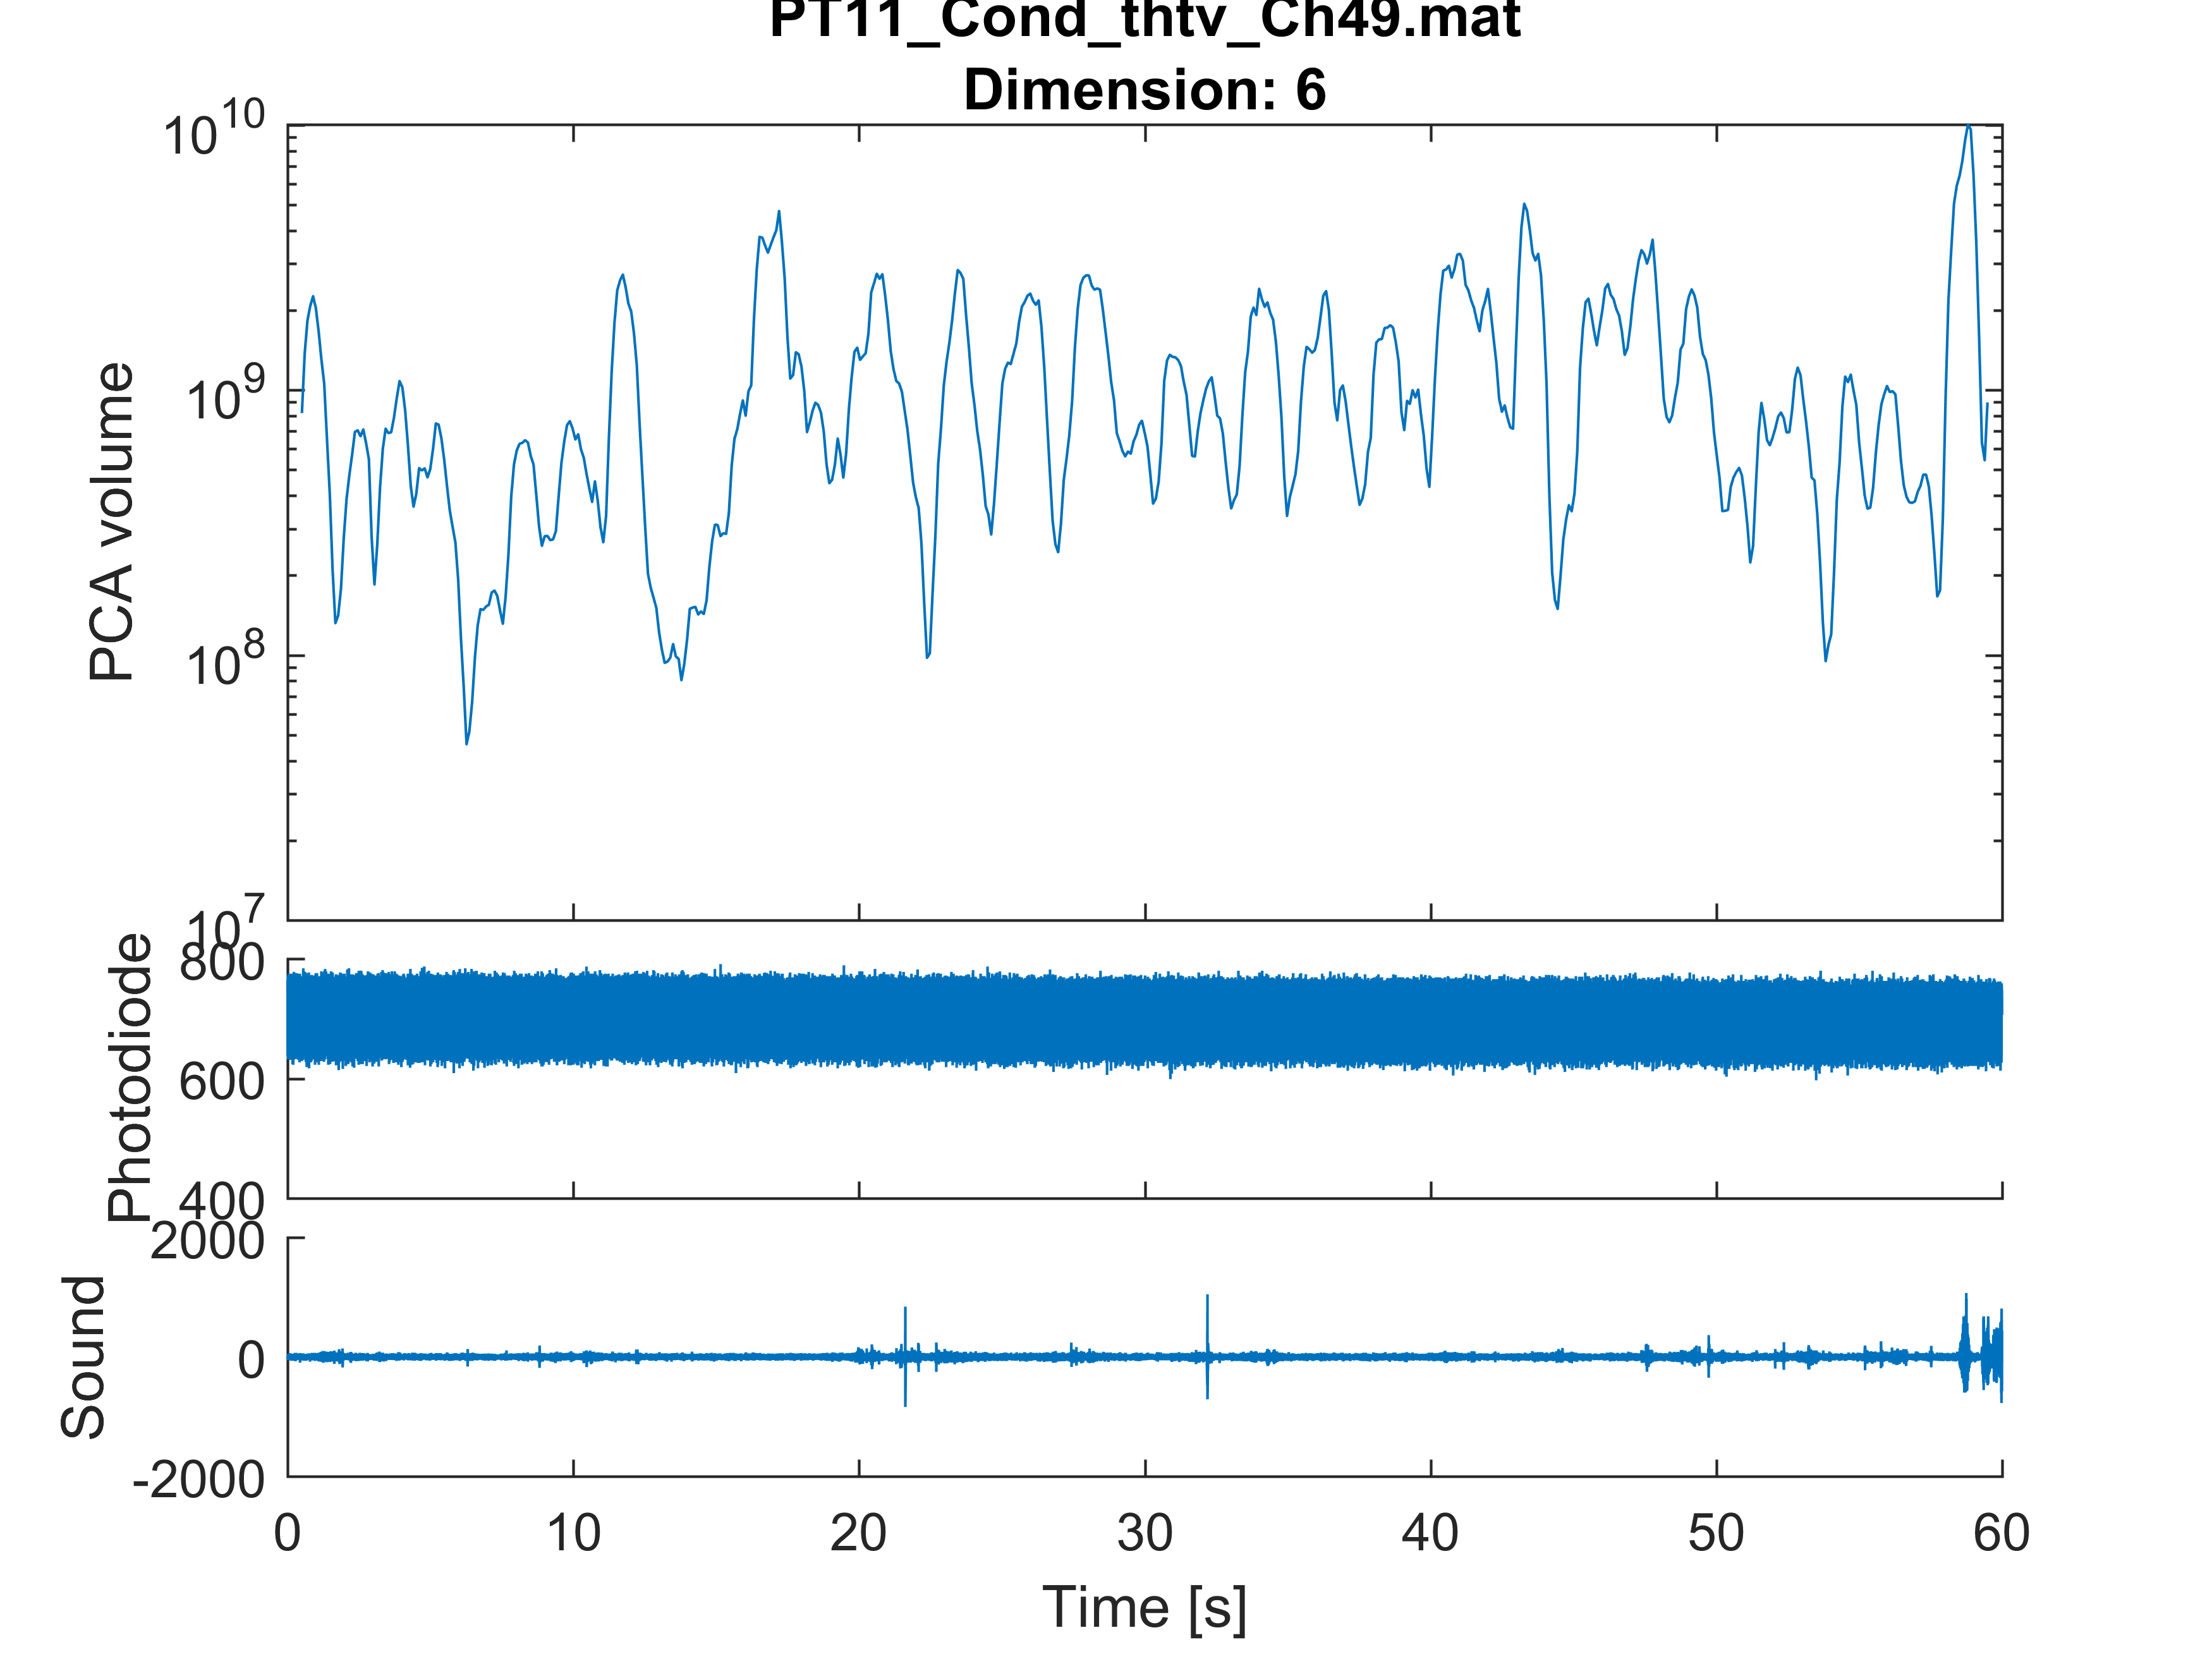 PT11_Cond_thtv_Ch49.mat
Dimension: 6
10^10
10^9
10^8
10^7
PCA volume
800
600
400
Photodiode
2000
0
-2000
Sound
0 10 20 30 40 50 60
Time [s]